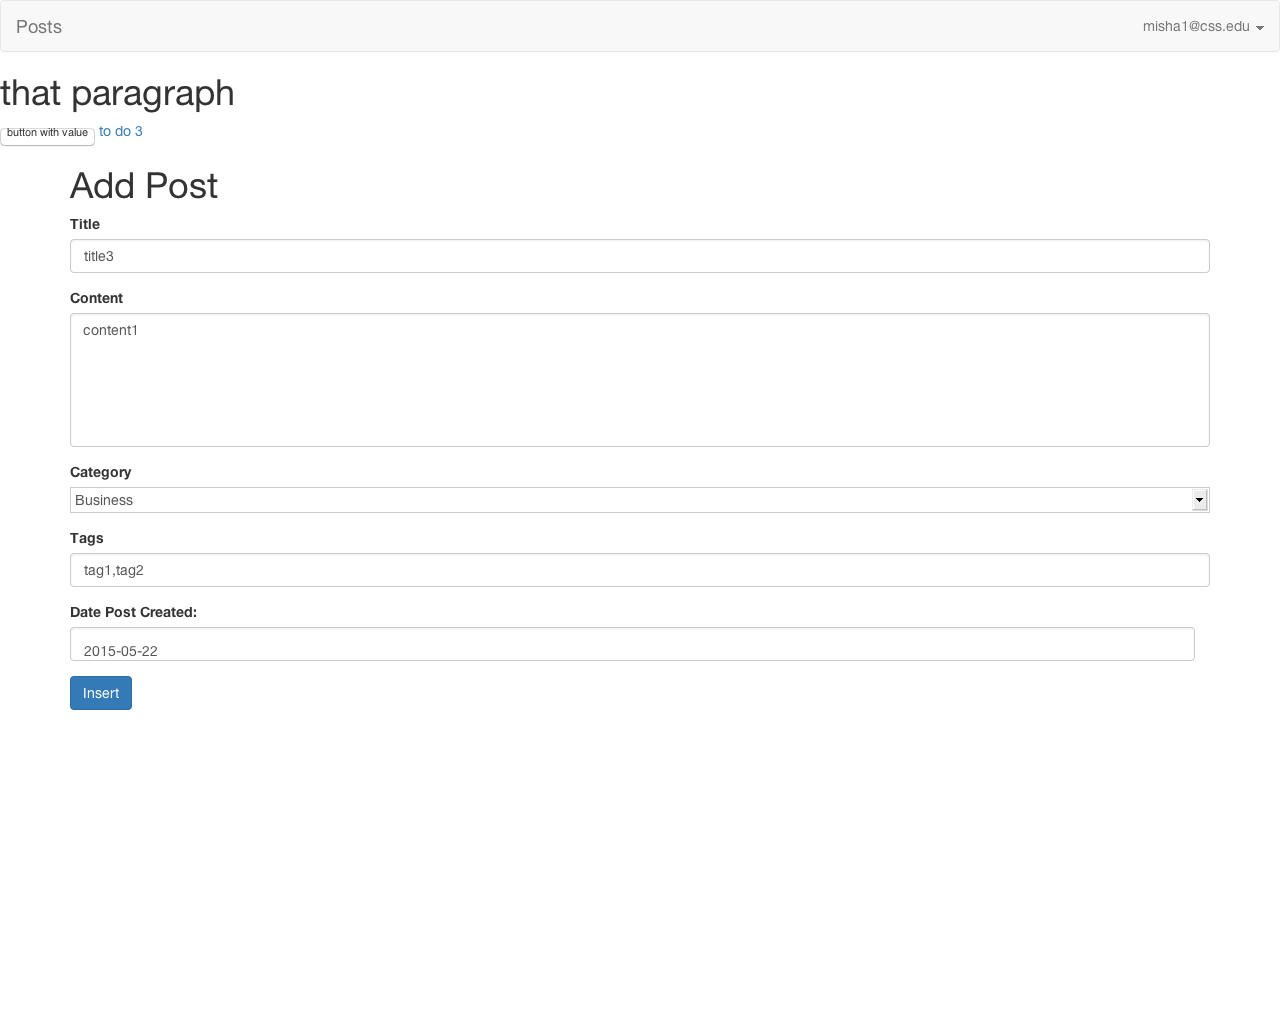 Posts misha1@css.edu
that paragraph
button with value to do 3
Add Post
Title
title3
Content
content1
Category
Business
Tags
tag1,tag2
Date Post Created:
2015-05-22
Insert